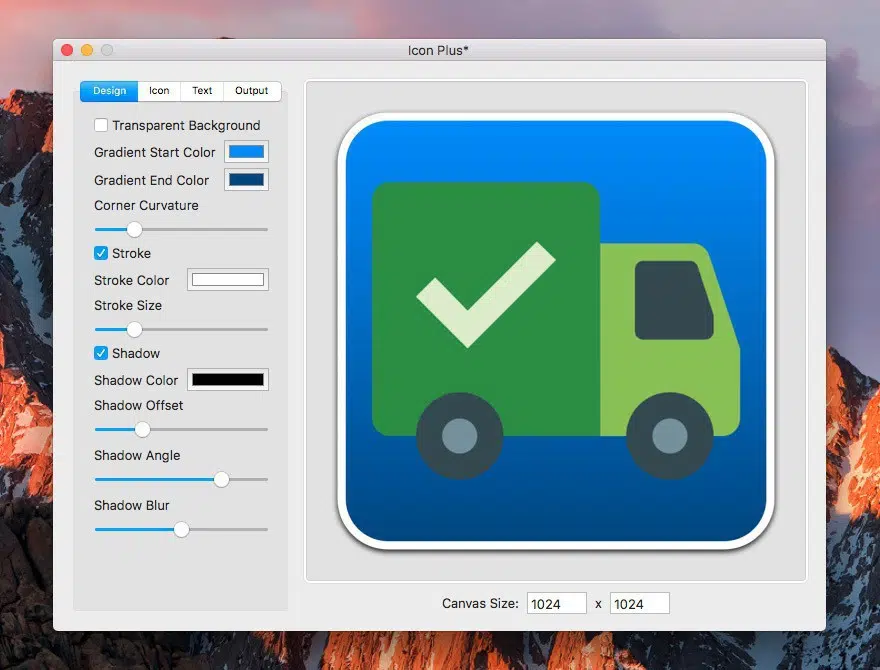 Icon Plus*
Design Icon Text Output
Transparent Background
Gradient Start Color
Gradient End Color
Corner Curvature
Stroke
Stroke Color
Stroke Size
Shadow
Shadow Color
Shadow Offset
Shadow Angle
Shadow Blur
Canvas Size: 1024 x 1024